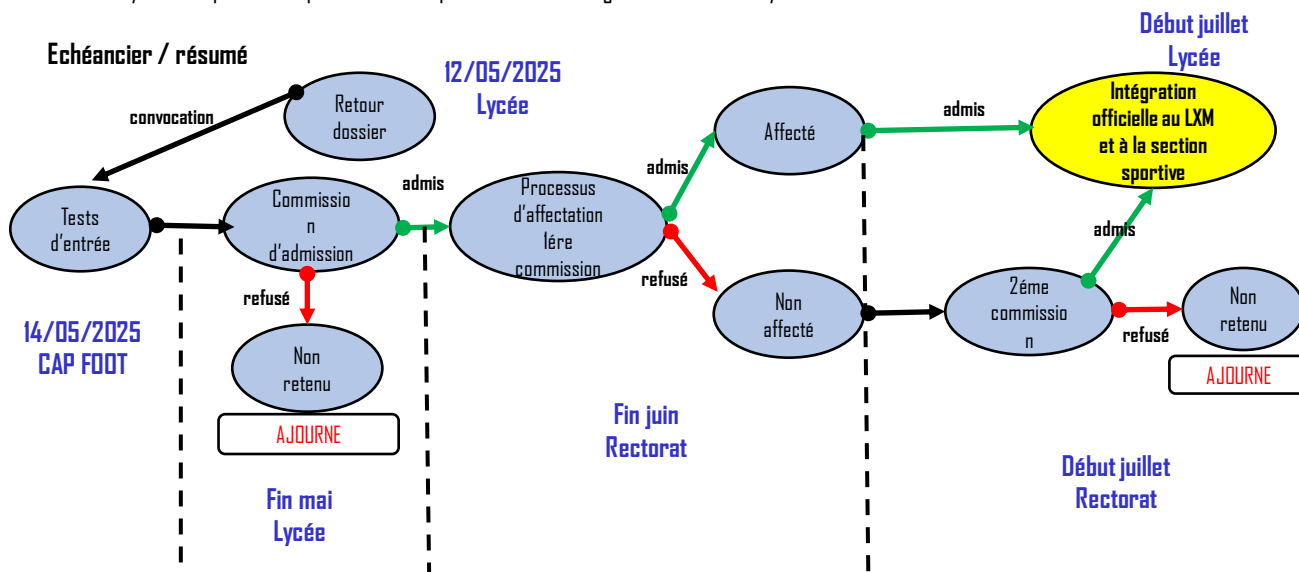 Début juillet
Lycée
Echéancier / résumé
12/05/2025
Lycée
Retour
dossier
convocation
Affecté
admis
Intégration
officielle au LXM
et à la section
sportive
Tests
d'entrée
Commissio
n
d'admission
admis
Processus
d'affectation
1ére
commission
admis
refusé
admis
refusé
Non
affecté
2éme
commissio
n
refusé
Non
retenu
AJOURNE
14/05/2025
CAP FOOT
Non
retenu
AJOURNE
Fin juin
Rectorat
Fin mai
Lycée
Début juillet
Rectorat